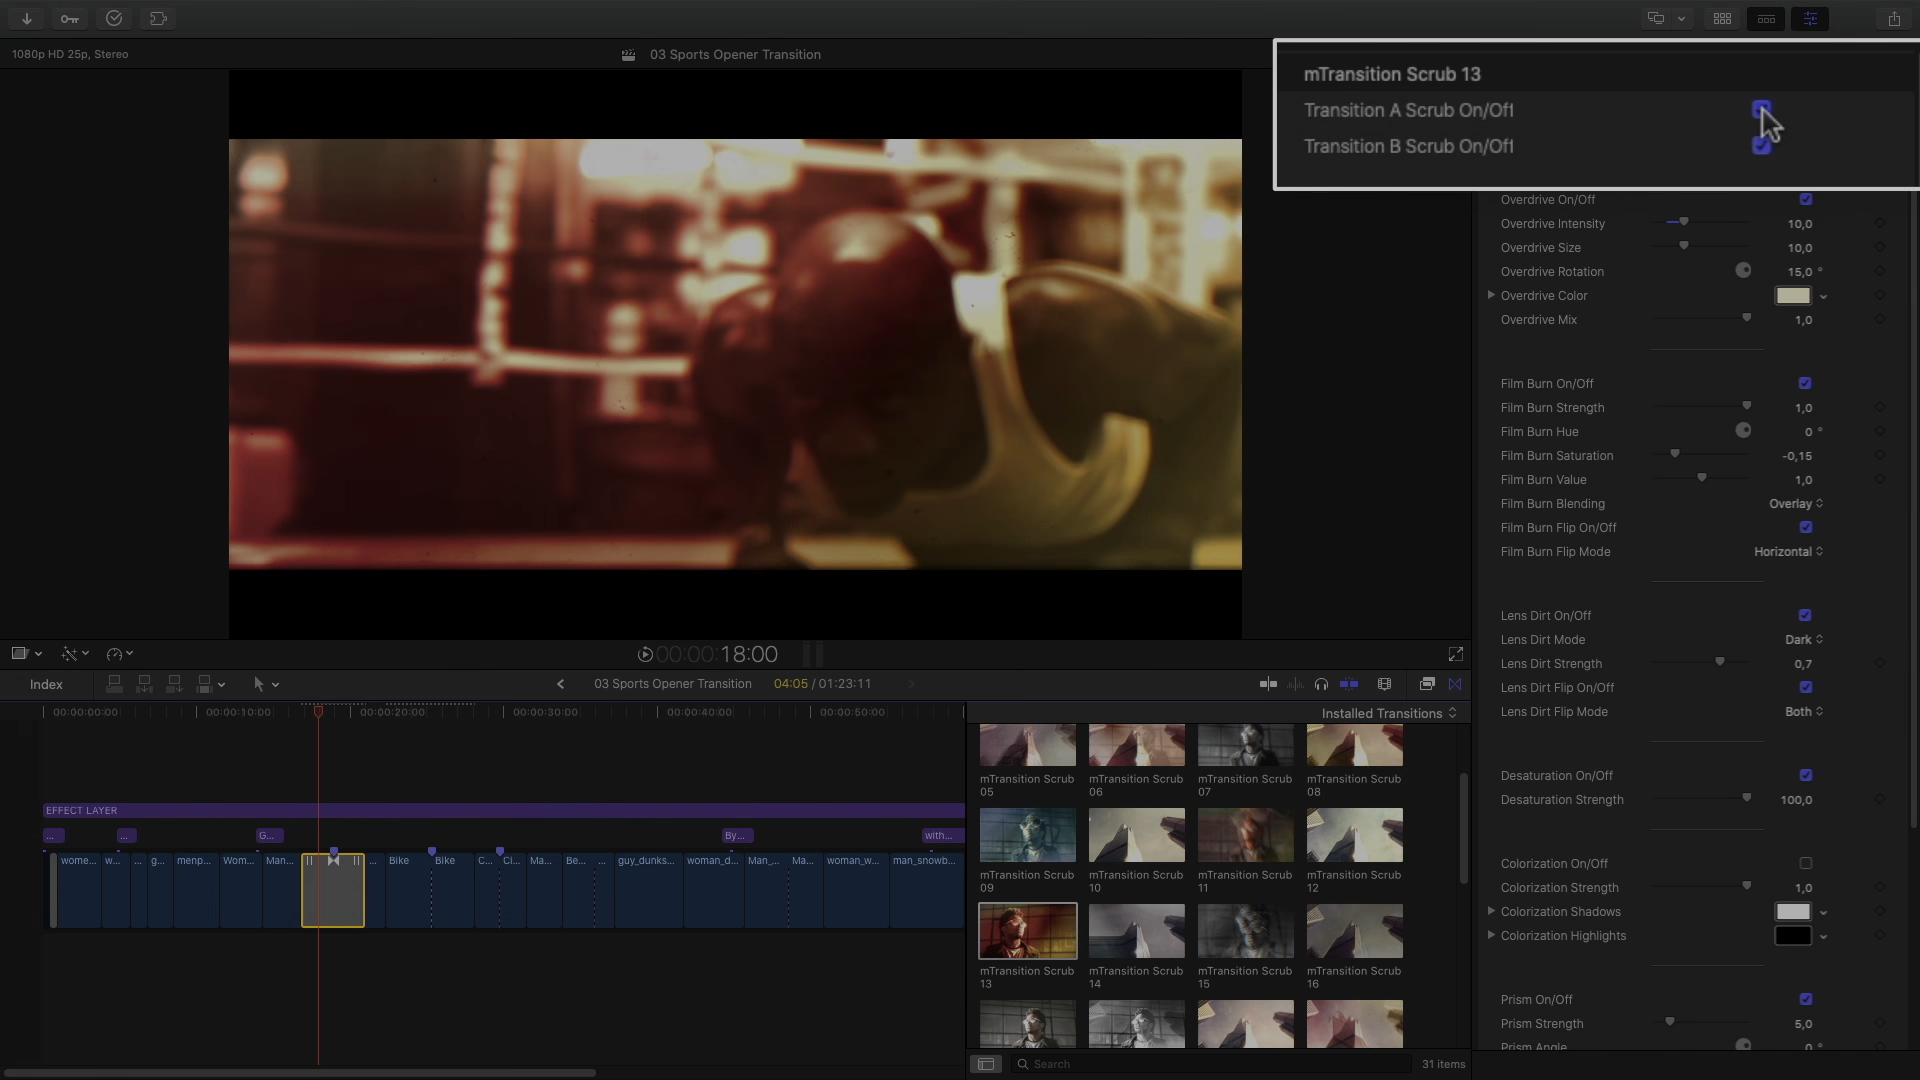 1080p HD 25p, Stereo
03 Sports Opener Transition
mTransition Scrub 13
Transition A Scrub On/Off
Transition B Scrub On/Off
Overdrive On/Off
Overdrive Intensity 10,0
Overdrive Size 10,0
Overdrive Rotation 15,0 °
Overdrive Color
Overdrive Mix 1,0
Film Burn On/Off
Film Burn Strength 1,0
Film Burn Hue 0 °
Film Burn Saturation -0,15
Film Burn Value 1,0
Film Burn Blending Overlay
Film Burn Flip On/Off
Film Burn Flip Mode Horizontal
Lens Dirt On/Off
Lens Dirt Mode Dark
Lens Dirt Strength 0,7
Lens Dirt Flip On/Off
Lens Dirt Flip Mode Both
Desaturation On/Off
Desaturation Strength 100,0
Colorization On/Off
Colorization Strength 1,0
Colorization Shadows
Colorization Highlights
Prism On/Off
Prism Strength 5,0
Prism Angle 0 °
00:00:00:18:00
Index
03 Sports Opener Transition 04:05 / 01:23:11
00:00:00:00 00:00:10:00 00:00:20:00 00:00:30:00 00:00:40:00 00:00:50:00
EFFECT LAYER
... ... G... By... with...
wome... w... ... g... menp... Wom... Man... ... Bike Bike C... Cl... Ma... Be... ... guy_dunks... woman_d... Man_... Ma... woman_w... man_snowb...
Installed Transitions
mTransition Scrub 05
mTransition Scrub 06
mTransition Scrub 07
mTransition Scrub 08
mTransition Scrub 09
mTransition Scrub 10
mTransition Scrub 11
mTransition Scrub 12
mTransition Scrub 13
mTransition Scrub 14
mTransition Scrub 15
mTransition Scrub 16
Search
31 items